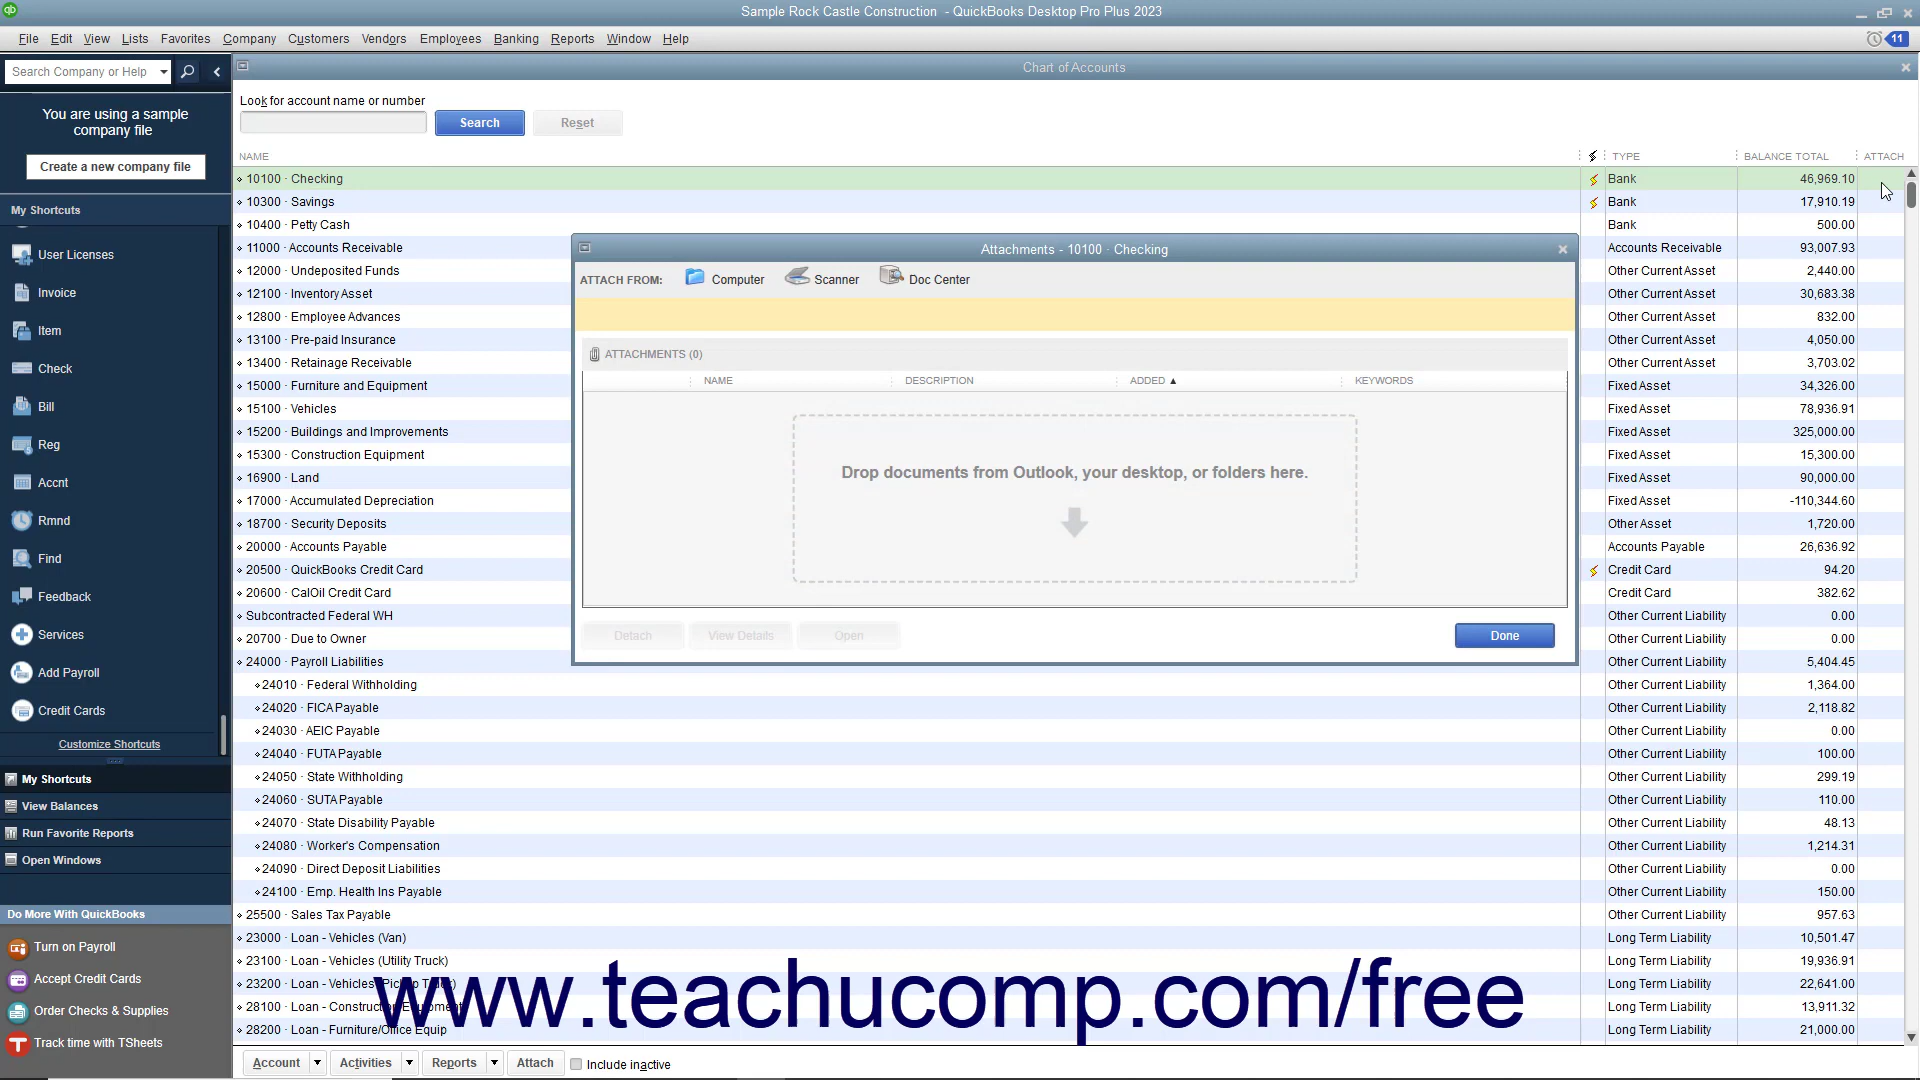 Sample Rock Castle Construction - QuickBooks Desktop Pro Plus 2023
File Edit View Lists Favorites Company Customers Vendors Employees Banking Reports Window Help
11
Search Company or Help
Chart of Accounts
You are using a sample
company file
Create a new company file
My Shortcuts
User Licenses
Invoice
Item
Check
Bill
Reg
Accnt
Rmnd
Find
Feedback
Services
Add Payroll
Credit Cards
Customize Shortcuts
My Shortcuts
View Balances
Run Favorite Reports
Open Windows
Do More With QuickBooks
Turn on Payroll
Accept Credit Cards
Order Checks & Supplies
Track time with TSheets
Look for account name or number
Search Reset
NAME TYPE BALANCE TOTAL ATTACH
10100 · Checking Bank 46,969.10
10300 · Savings Bank 17,910.19
10400 · Petty Cash Bank 500.00
11000 · Accounts Receivable Accounts Receivable 93,007.93
12000 · Undeposited Funds Other Current Asset 2,440.00
12100 · Inventory Asset Other Current Asset 30,683.38
12800 · Employee Advances Other Current Asset 832.00
13100 · Pre-paid Insurance Other Current Asset 4,050.00
13400 · Retainage Receivable Other Current Asset 3,703.02
15000 · Furniture and Equipment Fixed Asset 34,326.00
15100 · Vehicles Fixed Asset 78,936.91
15200 · Buildings and Improvements Fixed Asset 325,000.00
15300 · Construction Equipment Fixed Asset 15,300.00
16900 · Land Fixed Asset 90,000.00
17000 · Accumulated Depreciation Fixed Asset -110,344.60
18700 · Security Deposits Other Asset 1,720.00
20000 · Accounts Payable Accounts Payable 26,636.92
20500 · QuickBooks Credit Card Credit Card 94.20
20600 · CalOil Credit Card Credit Card 382.62
Subcontracted Federal WH Other Current Liability 0.00
20700 · Due to Owner Other Current Liability 0.00
24000 · Payroll Liabilities Other Current Liability 5,404.45
24010 · Federal Withholding Other Current Liability 1,364.00
24020 · FICA Payable Other Current Liability 2,118.82
24030 · AEIC Payable Other Current Liability 0.00
24040 · FUTA Payable Other Current Liability 100.00
24050 · State Withholding Other Current Liability 299.19
24060 · SUTA Payable Other Current Liability 110.00
24070 · State Disability Payable Other Current Liability 48.13
24080 · Worker's Compensation Other Current Liability 1,214.31
24090 · Direct Deposit Liabilities Other Current Liability 0.00
24100 · Emp. Health Ins Payable Other Current Liability 150.00
25500 · Sales Tax Payable Other Current Liability 957.63
23000 · Loan - Vehicles (Van) Long Term Liability 10,501.47
23100 · Loan - Vehicles (Utility Truck) Long Term Liability 19,936.91
23200 · Loan - Vehicles (Pickup Truck) Long Term Liability 22,641.00
28100 · Loan - Construction Equipment Long Term Liability 13,911.32
28200 · Loan - Furniture/Office Equip Long Term Liability 21,000.00
Attachments - 10100 · Checking
ATTACH FROM: Computer Scanner Doc Center
ATTACHMENTS (0)
NAME DESCRIPTION ADDED KEYWORDS
Drop documents from Outlook, your desktop, or folders here.
Detach View Details Open Done
www.teachucomp.com/free
Account Activities Reports Attach Include inactive